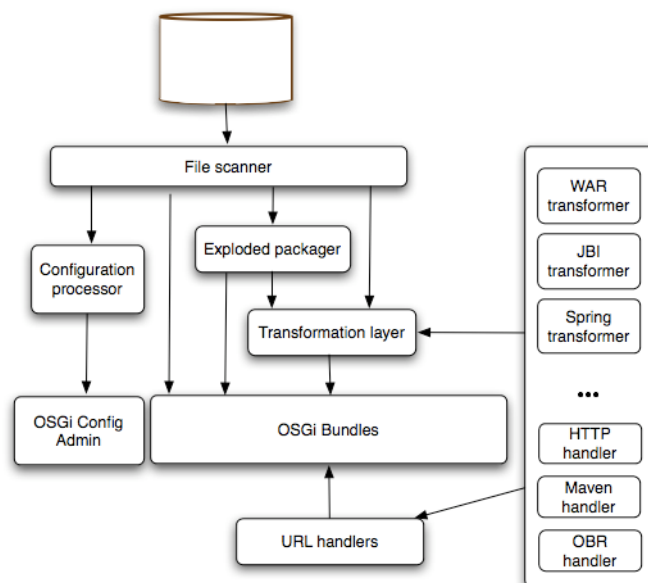 File scanner
Exploded packager
Configuration
processor
Transformation layer
OSGi Config
Admin
OSGi Bundles
URL handlers
WAR
transformer
JBI
transformer
Spring
transformer
...
HTTP
handler
Maven
handler
OBR
handler